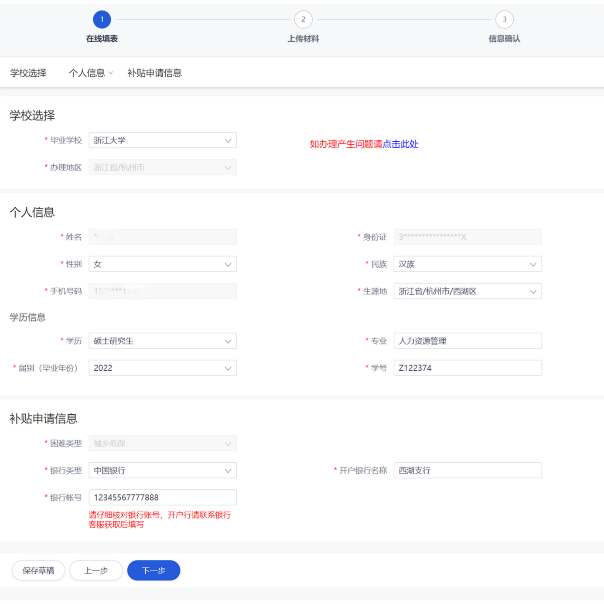 1 2 3
在线填表 上传材料 信息确认
学校选择 个人信息 补贴申请信息
学校选择
* 毕业学校 浙江大学
如办理产生问题请点击此处
* 办理地区 浙江省/杭州市
个人信息
* 姓名 * * 身份证 3****************X
* 性别 女 * 民族 汉族
* 手机号码 * 生源地 浙江省/杭州市/西湖区
学历信息
* 学历 硕士研究生 * 专业 人力资源管理
* 届别（毕业年份） 2022 * 学号 Z122374
补贴申请信息
* 困难类型 城乡低保
* 银行类型 中国银行 * 开户银行名称 西湖支行
* 银行帐号 12345567777888
请仔细核对银行账号，开户行请联系银行
客服获取后填写
保存草稿 上一步 下一步